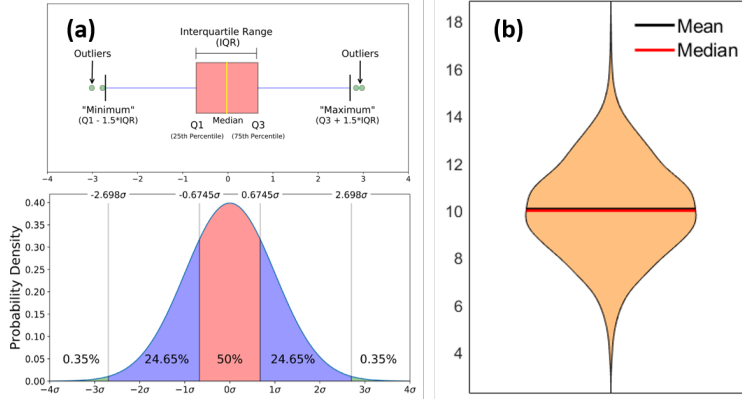 (a)
Interquartile Range
(IQR)
Outliers
Outliers
"Minimum"
(Q1 - 1.5*IQR)
"Maximum"
(Q3 + 1.5*IQR)
Q1
Median
Q3
(25th Percentile)
(75th Percentile)
−4 −3 −2 −1 0 1 2 3 4
-2.698σ -0.6745σ 0.6745σ 2.698σ
Probability Density
0.40
0.35
0.30
0.25
0.20
0.15
0.10
0.05
0.00
0.35% 24.65% 50% 24.65% 0.35%
−4σ −3σ −2σ −1σ 0σ 1σ 2σ 3σ 4σ
(b)
Mean
Median
18
16
14
12
10
8
6
4